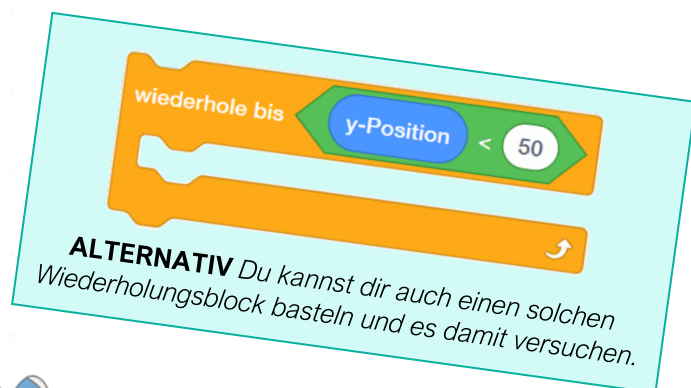 wiederhole bis y-Position < 50
ALTERNATIV Du kannst dir auch einen solchen
Wiederholungsblock basteln und es damit versuchen.